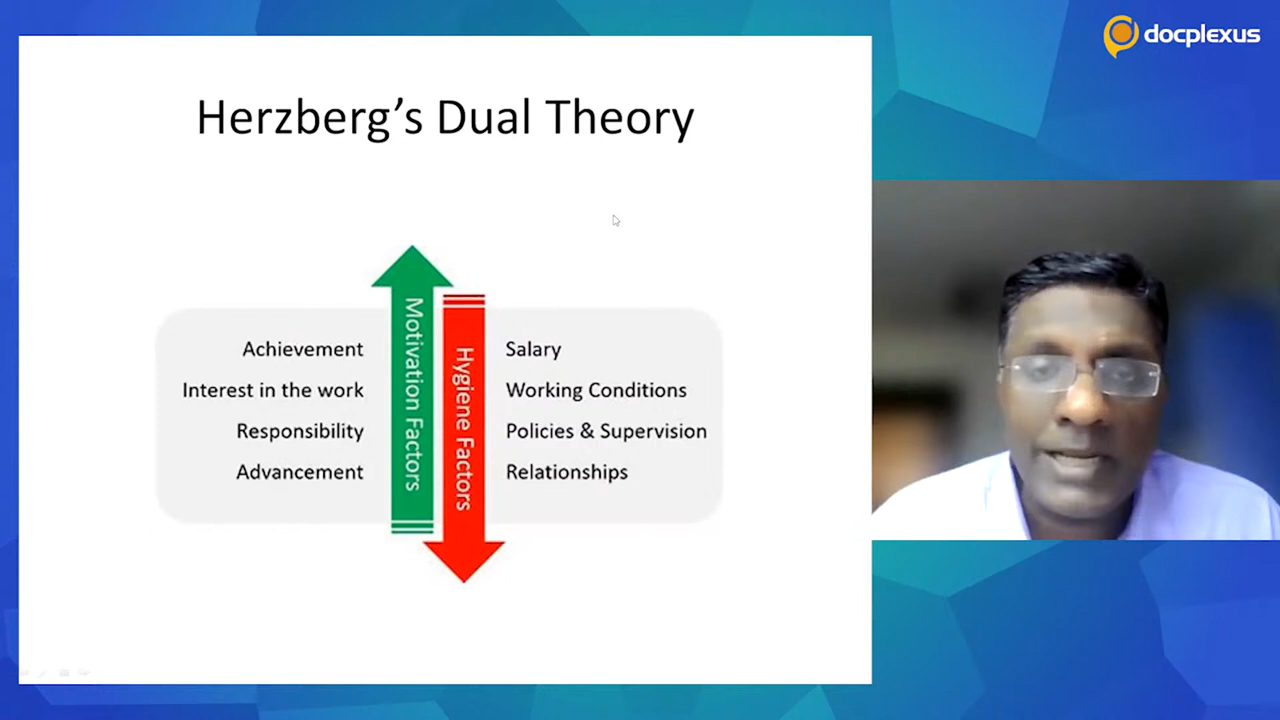 docplexus
Herzberg's Dual Theory
Motivation Factors
Achievement
Interest in the work
Responsibility
Advancement
Hygiene Factors
Salary
Working Conditions
Policies & Supervision
Relationships